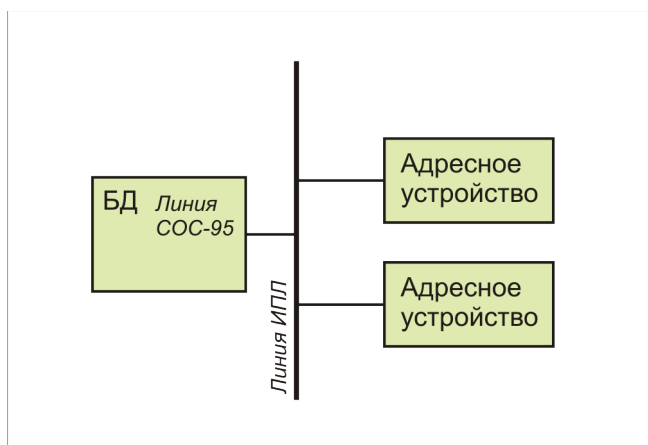 БД
Линия
СОС-95
Линия ИПЛ
Адресное
устройство
Адресное
устройство